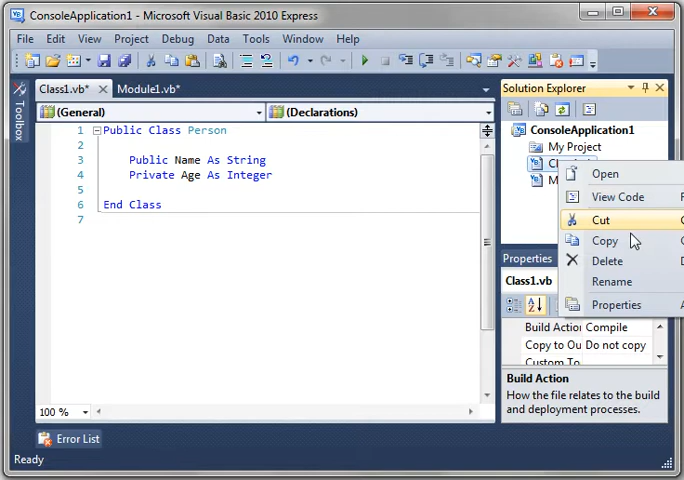 ConsoleApplication1 - Microsoft Visual Basic 2010 Express
File Edit View Project Debug Data Tools Window Help
Class1.vb* Module1.vb*
Toolbox
(General) (Declarations)
1 Public Class Person
2
3 Public Name As String
4 Private Age As Integer
5
6 End Class
7
100 %
Solution Explorer
ConsoleApplication1
My Project
Open
View Code
Cut
Copy
Delete
Rename
Properties
Properties
Class1.vb
Build Action Compile
Copy to Ou Do not copy
Custom To
Build Action
How the file relates to the build
and deployment processes.
Error List
Ready